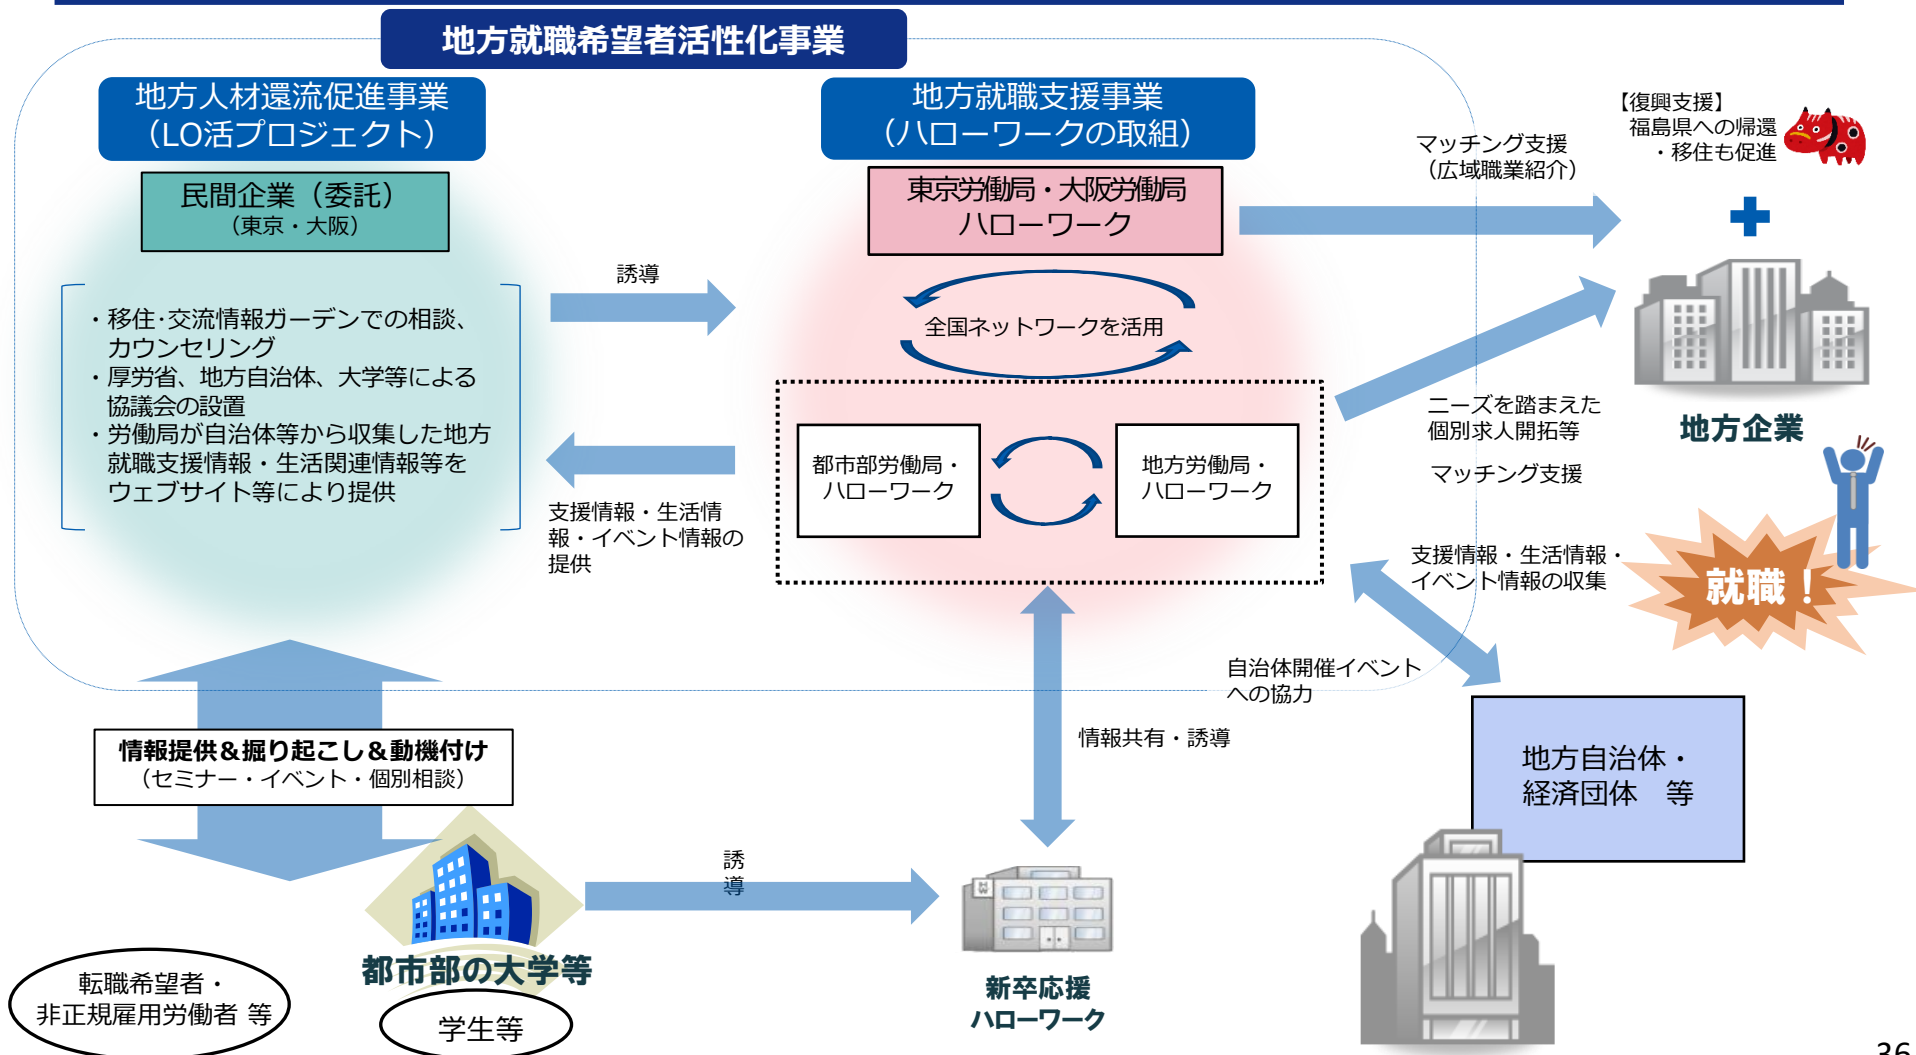 地方就職希望者活性化事業
地方人材還流促進事業
（LO活プロジェクト）
民間企業（委託）
（東京・大阪）
・移住･交流情報ガーデンでの相談、
カウンセリング
・厚労省、地方自治体、大学等による
協議会の設置
・労働局が自治体等から収集した地方
就職支援情報・生活関連情報等を
ウェブサイト等により提供
誘導
支援情報・生活情
報・イベント情報の
提供
地方就職支援事業
（ハローワークの取組）
東京労働局・大阪労働局
ハローワーク
全国ネットワークを活用
都市部労働局・
ハローワーク
地方労働局・
ハローワーク
マッチング支援
（広域職業紹介）
【復興支援】
福島県への帰還
・移住も促進
地方企業
ニーズを踏まえた
個別求人開拓等
マッチング支援
支援情報・生活情報・
イベント情報の収集
就職！
自治体開催イベント
への協力
情報共有・誘導
地方自治体・
経済団体　等
情報提供＆掘り起こし＆動機付け
（セミナー・イベント・個別相談）
誘
導
都市部の大学等
学生等
転職希望者・
非正規雇用労働者 等
HW
新卒応援
ハローワーク
36